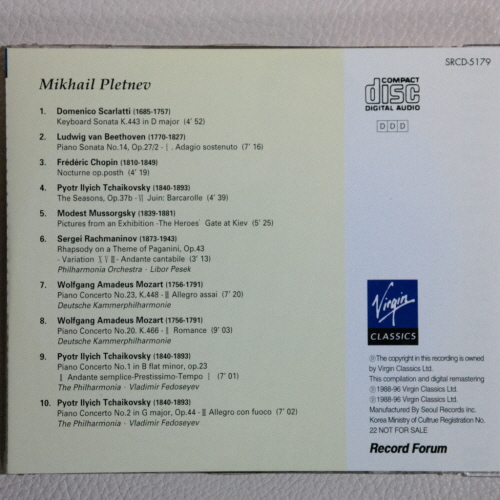 Mikhail Pletnev
1. Domenico Scarlatti (1685-1757)
Keyboard Sonata K.443 in D major (4' 52)
2. Ludwig van Beethoven (1770-1827)
Piano Sonata No.14, Op.27/2 - Ⅰ. Adagio sostenuto (7' 16)
3. Frédéric Chopin (1810-1849)
Nocturne op.posth (4' 19)
4. Pyotr Ilyich Tchaikovsky (1840-1893)
The Seasons, Op.37b - Ⅵ June: Barcarolle (4' 39)
5. Modest Mussorgsky (1839-1881)
Pictures from an Exhibition -The Heroes' Gate at Kiev (5' 25)
6. Sergei Rachmaninov (1873-1943)
Rhapsody on a Theme of Paganini, Op.43
- Variation - Andante cantabile (3' 13)
Philharmonia Orchestra · Libor Pesek
7. Wolfgang Amadeus Mozart (1756-1791)
Piano Concerto No.23, K.448 - Ⅲ Allegro assai (7' 20)
Deutsche Kammerphilharmonie
8. Wolfgang Amadeus Mozart (1756-1791)
Piano Concerto No.20. K.466 - Ⅱ Romance (9' 03)
Deutsche Kammerphilharmonie
9. Pyotr Ilyich Tchaikovsky (1840-1893)
Piano Concerto No.1 in B flat minor, op.23
Ⅱ Andante semplice-Prestissimo-Tempo Ⅰ (7' 01)
The Philharmonia · Vladimir Fedoseyev
10. Pyotr Ilyich Tchaikovsky (1840-1893)
Piano Concerto No.2 in G major, Op.44 - Ⅲ Allegro con fuoco (7' 02)
The Philharmonia · Vladimir Fedoseyev
SRCD-5179
COMPACT
disc
DIGITAL AUDIO
DDD
Virgin
CLASSICS
Ⓟ The copyright in this recording is owned
by Virgin Classics Ltd.
This compilation and digital remastering
Ⓟ 1988-96 Virgin Classics Ltd.
Ⓟ 1988-96 Virgin Classics Ltd.
Manufactured By Seoul Records Inc.
Korea Ministry of Cultrue Registration No.
22 NOT FOR SALE
Record Forum